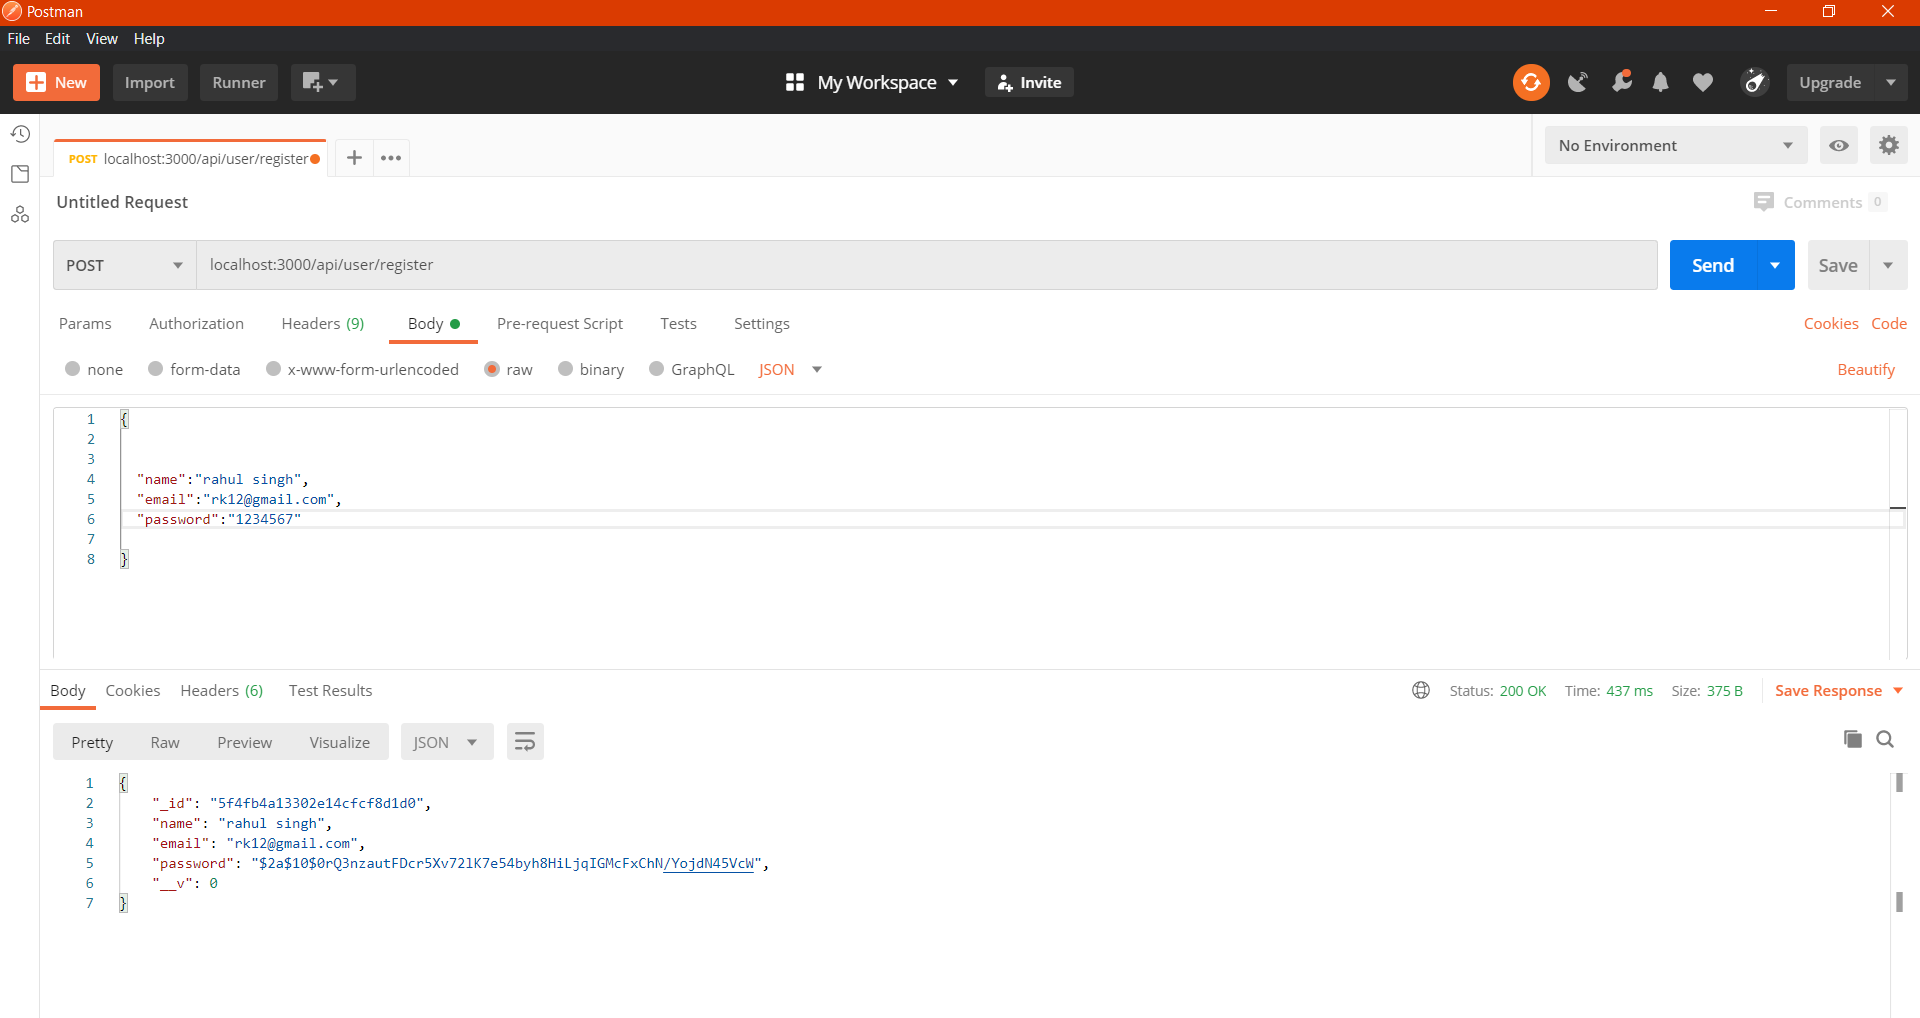 Postman
File Edit View Help
New Import Runner My Workspace Invite Upgrade
POST localhost:3000/api/user/register No Environment
Untitled Request Comments 0
POST localhost:3000/api/user/register Send Save
Params Authorization Headers (9) Body Pre-request Script Tests Settings Cookies Code
none form-data x-www-form-urlencoded raw binary GraphQL JSON Beautify
1 {
2
3
4 "name":"rahul singh",
5 "email":"rk12@gmail.com",
6 "password":"1234567"
7
8 }
Body Cookies Headers (6) Test Results Status: 200 OK Time: 437 ms Size: 375 B Save Response
Pretty Raw Preview Visualize JSON
1 {
2 "_id": "5f4fb4a13302e14cfcf8d1d0",
3 "name": "rahul singh",
4 "email": "rk12@gmail.com",
5 "password": "$2a$10$0rQ3nzautFDcr5Xv72lK7e54byh8HiLjqIGMcFxChN/YojdN45VcW",
6 "__v": 0
7 }